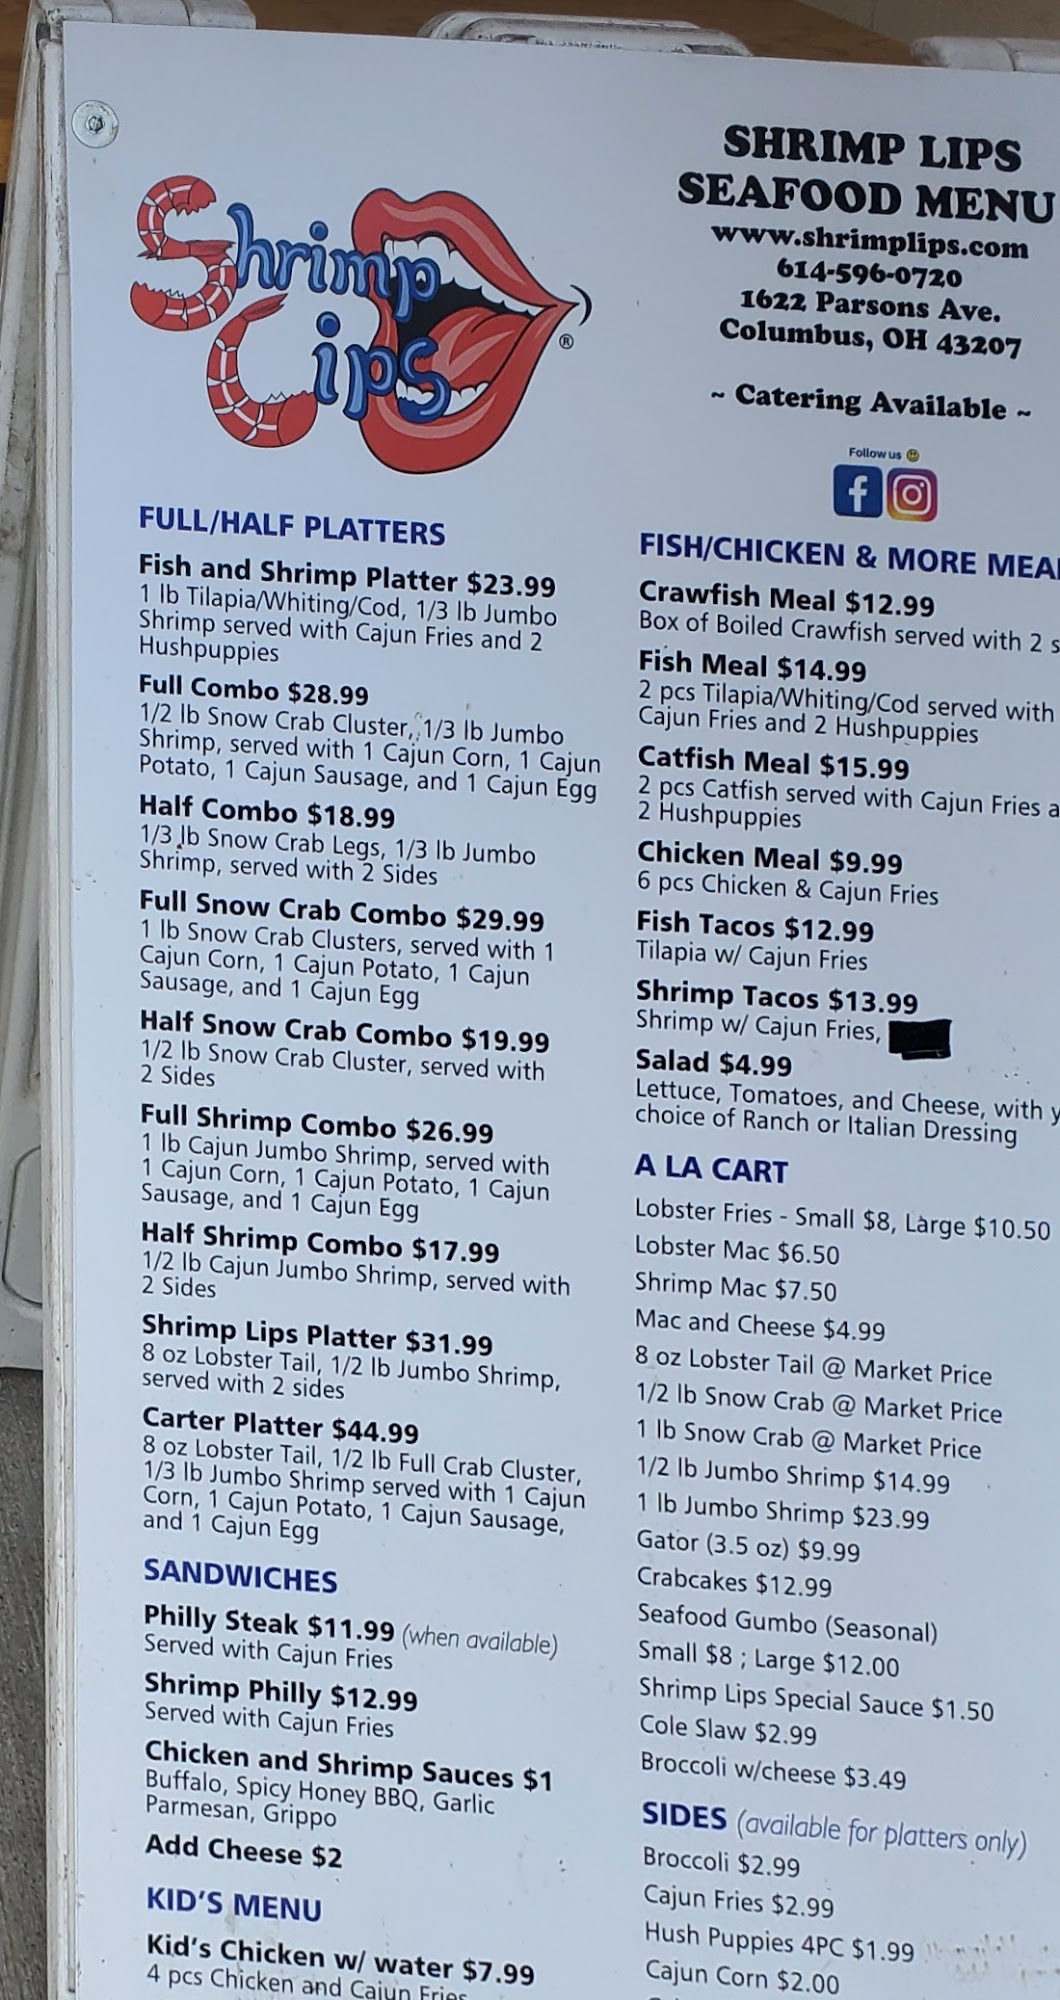 Shrimp
Lips
®
SHRIMP LIPS
SEAFOOD MENU
www.shrimplips.com
614-596-0720
1622 Parsons Ave.
Columbus, OH 43207
~ Catering Available ~
Follow us
FULL/HALF PLATTERS
Fish and Shrimp Platter $23.99
1 lb Tilapia/Whiting/Cod, 1/3 lb Jumbo
Shrimp served with Cajun Fries and 2
Hushpuppies
Full Combo $28.99
1/2 lb Snow Crab Cluster, 1/3 lb Jumbo
Shrimp, served with 1 Cajun Corn, 1 Cajun
Potato, 1 Cajun Sausage, and 1 Cajun Egg
Half Combo $18.99
1/3 lb Snow Crab Legs, 1/3 lb Jumbo
Shrimp, served with 2 Sides
Full Snow Crab Combo $29.99
1 lb Snow Crab Clusters, served with 1
Cajun Corn, 1 Cajun Potato, 1 Cajun
Sausage, and 1 Cajun Egg
Half Snow Crab Combo $19.99
1/2 lb Snow Crab Cluster, served with
2 Sides
Full Shrimp Combo $26.99
1 lb Cajun Jumbo Shrimp, served with
1 Cajun Corn, 1 Cajun Potato, 1 Cajun
Sausage, and 1 Cajun Egg
Half Shrimp Combo $17.99
1/2 lb Cajun Jumbo Shrimp, served with
2 Sides
Shrimp Lips Platter $31.99
8 oz Lobster Tail, 1/2 lb Jumbo Shrimp,
served with 2 sides
Carter Platter $44.99
8 oz Lobster Tail, 1/2 lb Full Crab Cluster,
1/3 lb Jumbo Shrimp served with 1 Cajun
Corn, 1 Cajun Potato, 1 Cajun Sausage,
and 1 Cajun Egg
SANDWICHES
Philly Steak $11.99 (when available)
Served with Cajun Fries
Shrimp Philly $12.99
Served with Cajun Fries
Chicken and Shrimp Sauces $1
Buffalo, Spicy Honey BBQ, Garlic
Parmesan, Grippo
Add Cheese $2
KID'S MENU
Kid's Chicken w/ water $7.99
4 pcs Chicken and Cajun Fries
FISH/CHICKEN & MORE MEA
Crawfish Meal $12.99
Box of Boiled Crawfish served with 2 s
Fish Meal $14.99
2 pcs Tilapia/Whiting/Cod served with
Cajun Fries and 2 Hushpuppies
Catfish Meal $15.99
2 pcs Catfish served with Cajun Fries a
2 Hushpuppies
Chicken Meal $9.99
6 pcs Chicken & Cajun Fries
Fish Tacos $12.99
Tilapia w/ Cajun Fries
Shrimp Tacos $13.99
Shrimp w/ Cajun Fries,
Salad $4.99
Lettuce, Tomatoes, and Cheese, with y
choice of Ranch or Italian Dressing
A LA CART
Lobster Fries - Small $8, Large $10.50
Lobster Mac $6.50
Shrimp Mac $7.50
Mac and Cheese $4.99
8 oz Lobster Tail @ Market Price
1/2 lb Snow Crab @ Market Price
1 lb Snow Crab @ Market Price
1/2 lb Jumbo Shrimp $14.99
1 lb Jumbo Shrimp $23.99
Gator (3.5 oz) $9.99
Crabcakes $12.99
Seafood Gumbo (Seasonal)
Small $8 ; Large $12.00
Shrimp Lips Special Sauce $1.50
Cole Slaw $2.99
Broccoli w/cheese $3.49
SIDES (available for platters only)
Broccoli $2.99
Cajun Fries $2.99
Hush Puppies 4PC $1.99
Cajun Corn $2.00